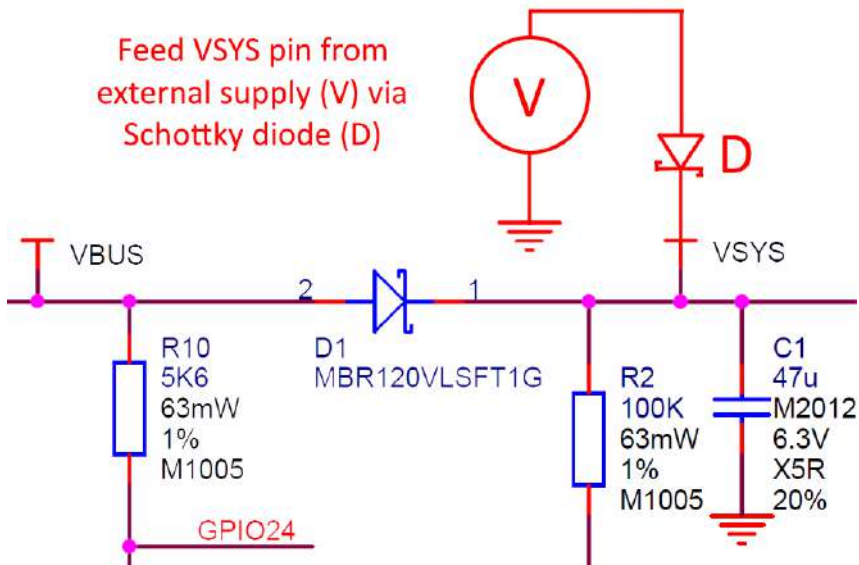 Feed VSYS pin from
external supply (V) via
Schottky diode (D)
V
D
VBUS
VSYS
2
1
R10
5K6
63mW
1%
M1005
D1
MBR120VLSFT1G
R2
100K
63mW
1%
M1005
C1
47u
M2012
6.3V
X5R
20%
GPIO24